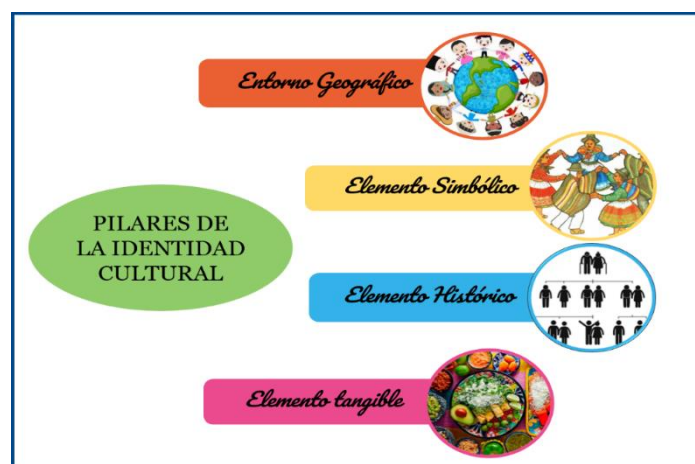 Entorno Geográfico
Elemento Simbólico
PILARES DE
LA IDENTIDAD
CULTURAL
Elemento Histórico
Elemento tangible